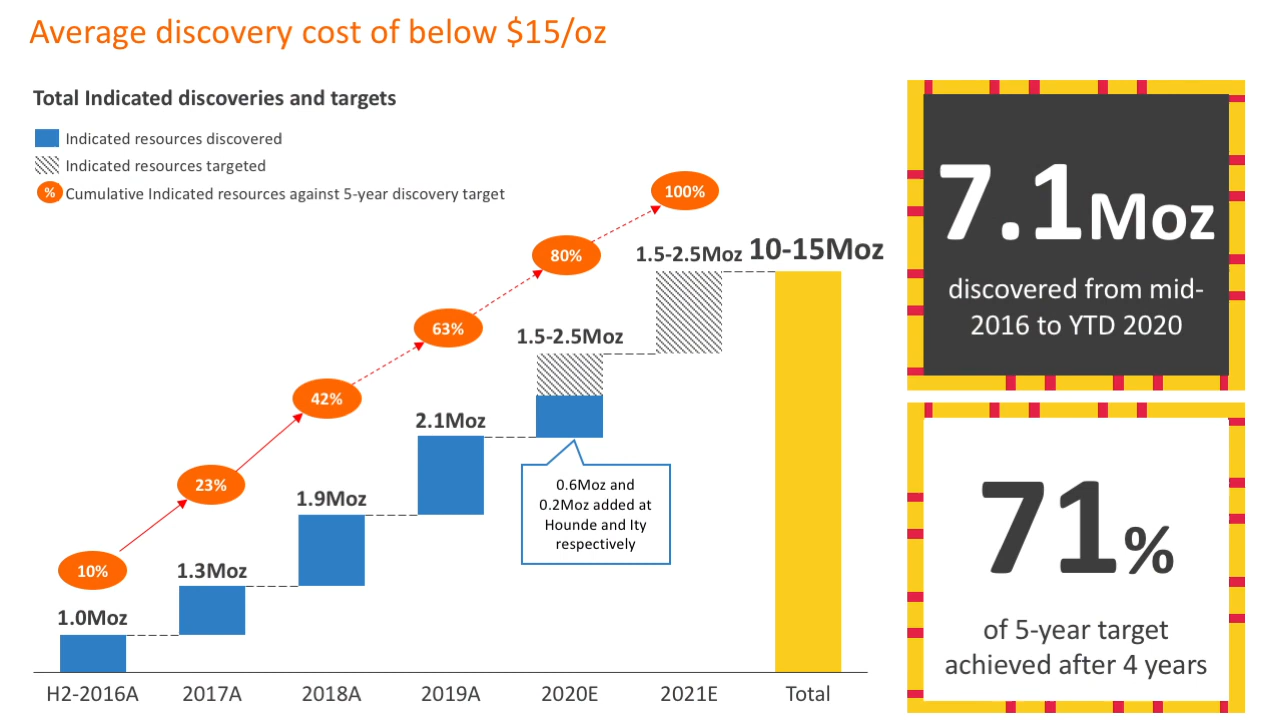 Average discovery cost of below $15/oz
Total Indicated discoveries and targets
Indicated resources discovered
Indicated resources targeted
% Cumulative Indicated resources against 5-year discovery target
10%
23%
42%
63%
80%
100%
1.0Moz
1.3Moz
1.9Moz
2.1Moz
1.5-2.5Moz
1.5-2.5Moz
10-15Moz
0.6Moz and
0.2Moz added at
Hounde and Ity
respectively
H2-2016A
2017A
2018A
2019A
2020E
2021E
Total
7.1Moz
discovered from mid-
2016 to YTD 2020
71%
of 5-year target
achieved after 4 years